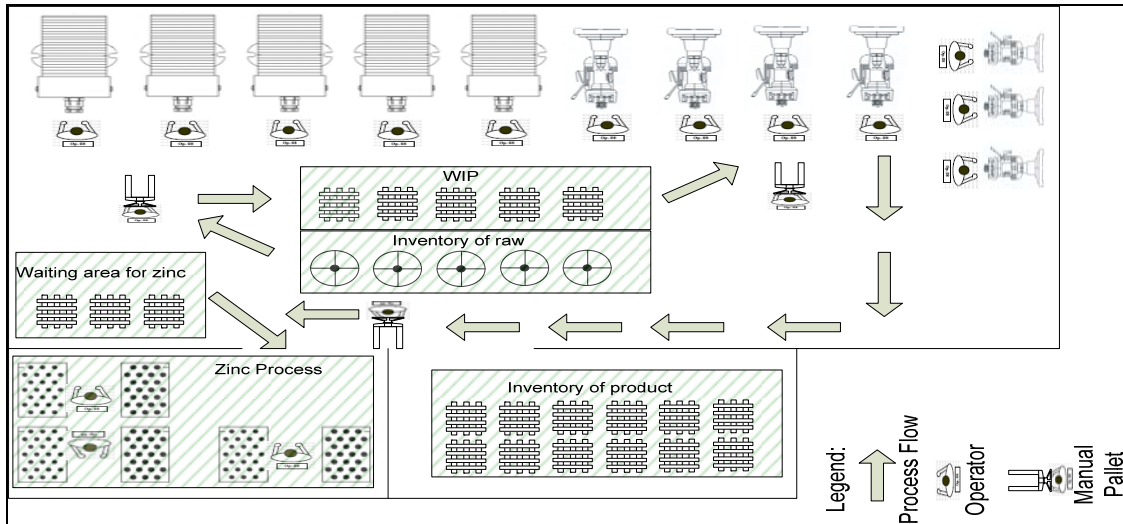 WIP
Inventory of raw
Waiting area for zinc
Zinc Process
Inventory of product
Legend:
Process Flow
Operator
Manual
Pallet